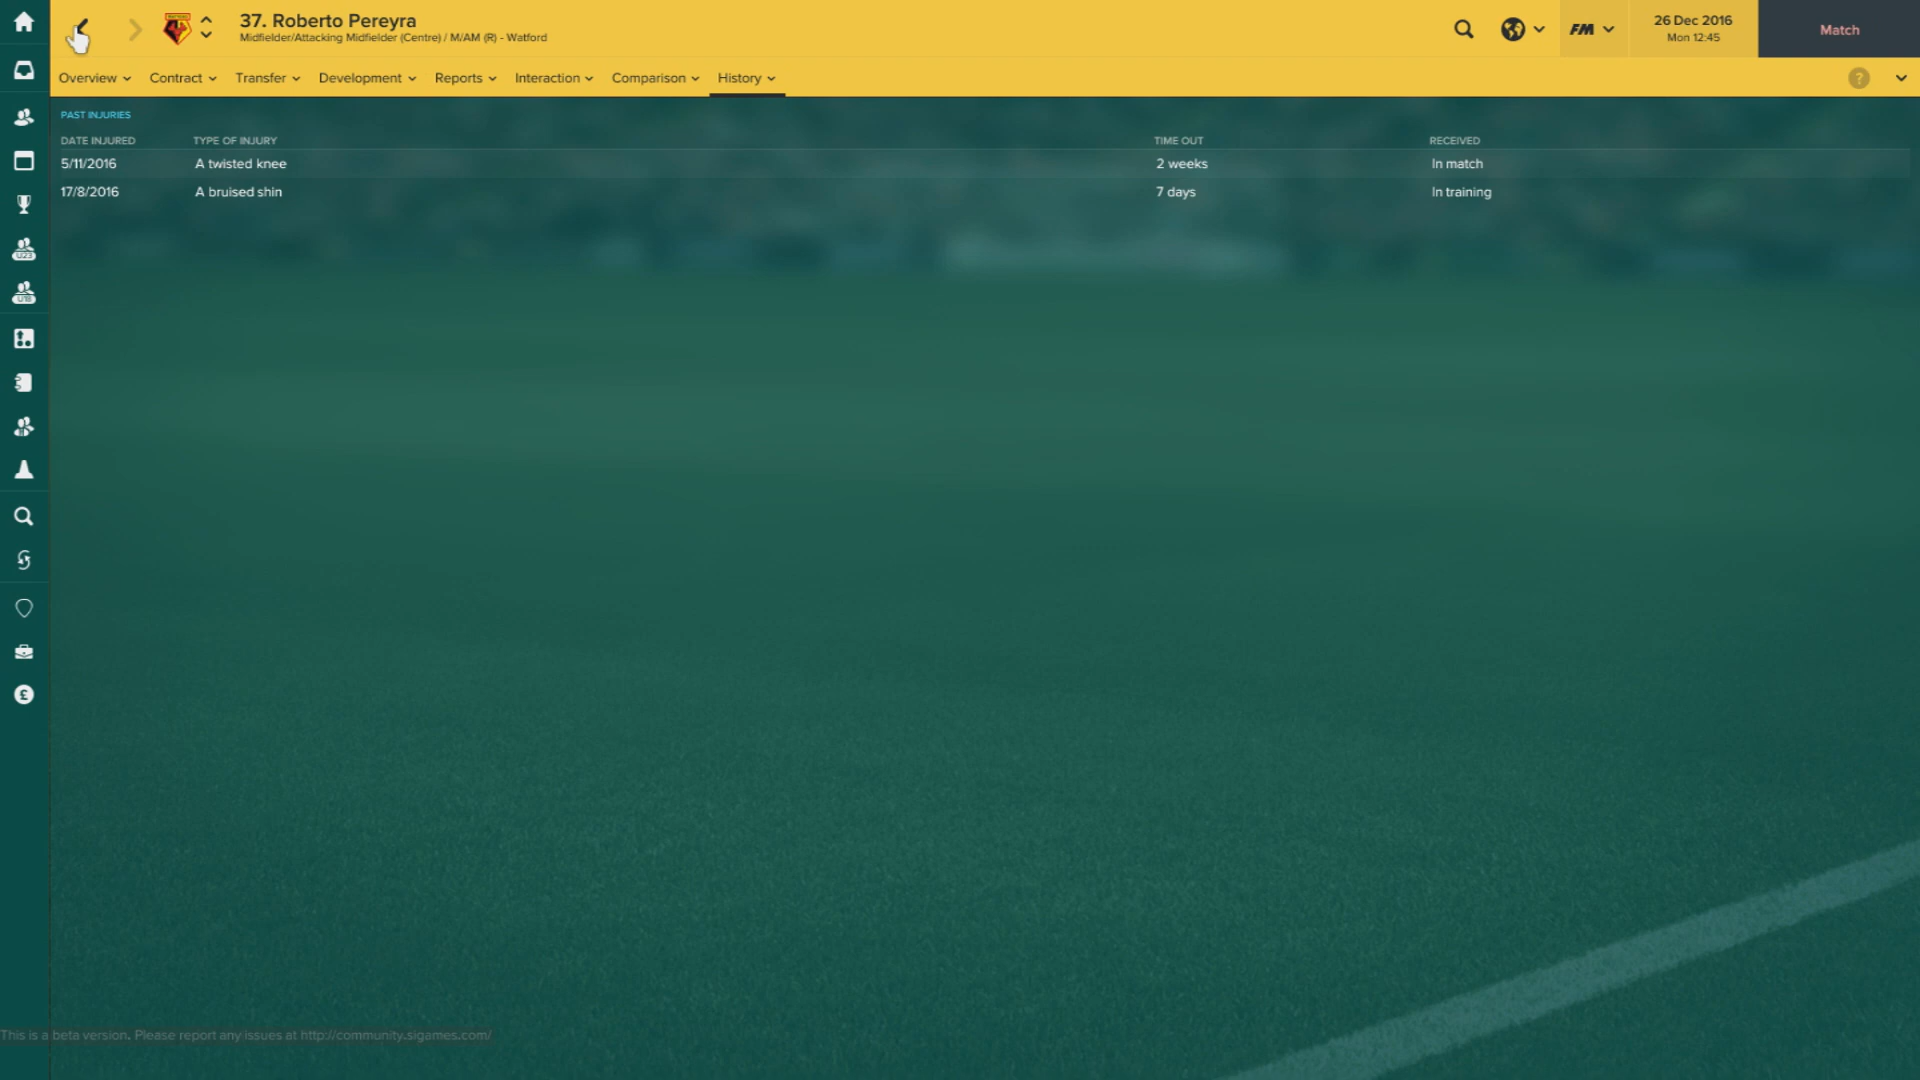 37. Roberto Pereyra
Midfielder/Attacking Midfielder (Centre) / M/AM (R) - Watford
FM
26 Dec 2016
Mon 12:45
Match
Overview Contract Transfer Development Reports Interaction Comparison History
?
PAST INJURIES
DATE INJURED TYPE OF INJURY TIME OUT RECEIVED
5/11/2016 A twisted knee 2 weeks In match
17/8/2016 A bruised shin 7 days In training
U23
U18
£
This is a beta version. Please report any issues at http://community.sigames.com/